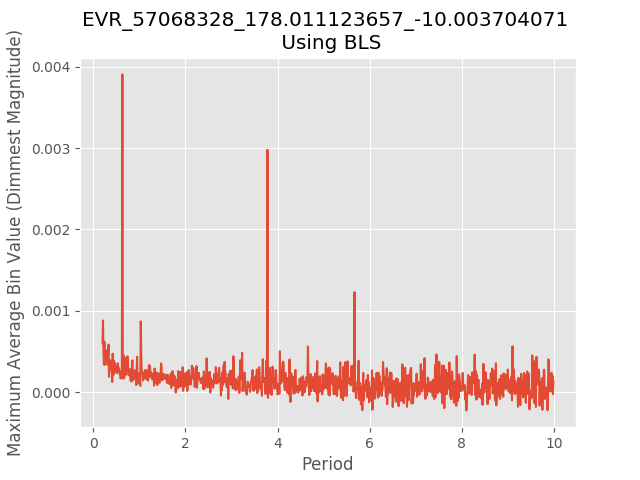 EVR_57068328_178.011123657_-10.003704071
Using BLS
Maximum Average Bin Value (Dimmest Magnitude)
0.004
0.003
0.002
0.001
0.000
0
2
4
6
8
10
Period